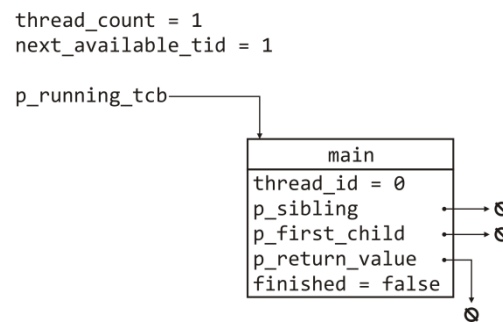 thread_count = 1
next_available_tid = 1
p_running_tcb
main
thread_id = 0
p_sibling
p_first_child
p_return_value
finished = false